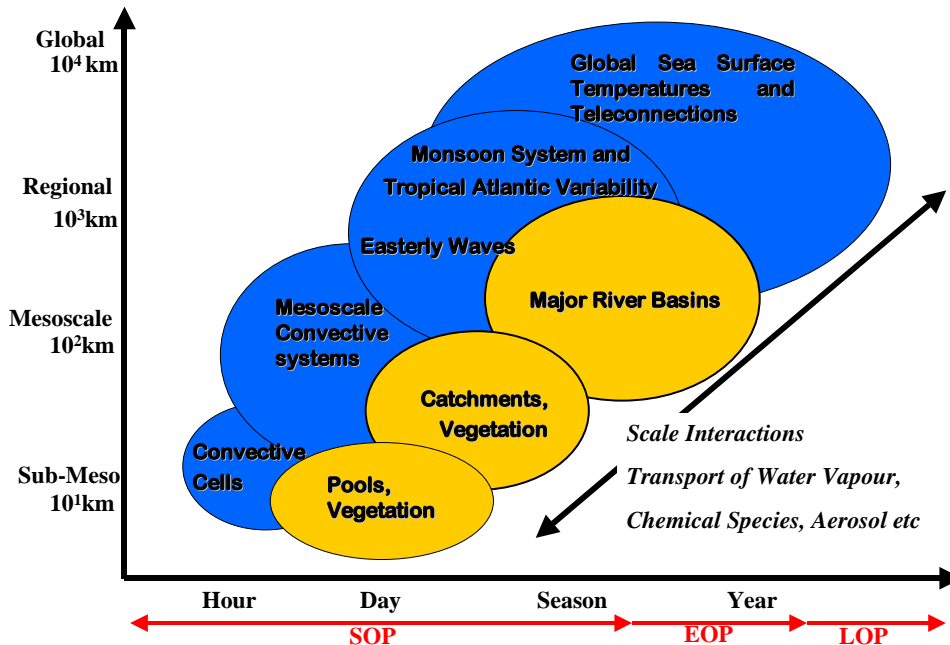 Global
10⁴ km
Global Sea Surface
Temperatures and
Teleconnections
Monsoon System and
Tropical Atlantic Variability
Regional
10³km
Easterly Waves
Major River Basins
Mesoscale
Convective
systems
Mesoscale
10²km
Catchments,
Vegetation
Scale Interactions
Transport of Water Vapour,
Chemical Species, Aerosol etc
Convective
Cells
Pools,
Vegetation
Sub-Meso
10¹km
Hour Day Season Year
SOP EOP LOP